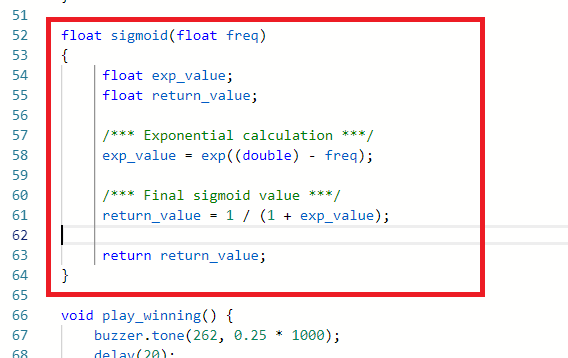 51
52 float sigmoid(float freq)
53 {
54 float exp_value;
55 float return_value;
56
57 /*** Exponential calculation ***/
58 exp_value = exp((double) - freq);
59
60 /*** Final sigmoid value ***/
61 return_value = 1 / (1 + exp_value);
62
63 return return_value;
64 }
65
66 void play_winning() {
67 buzzer.tone(262, 0.25 * 1000);
68 delay(20);